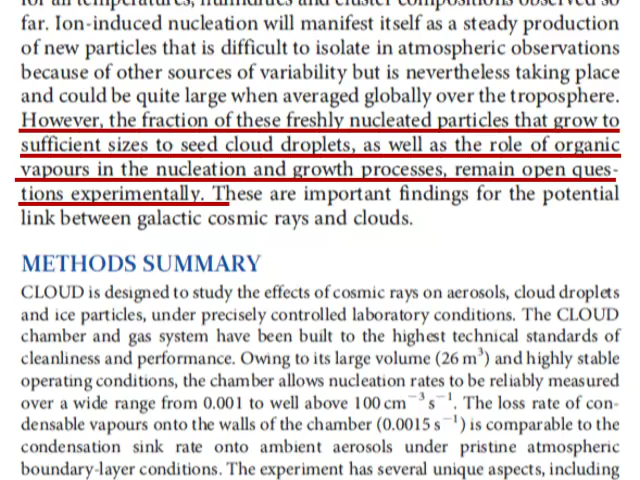 for all temperatures, humidities and cluster compositions observed so
far. Ion-induced nucleation will manifest itself as a steady production
of new particles that is difficult to isolate in atmospheric observations
because of other sources of variability but is nevertheless taking place
and could be quite large when averaged globally over the troposphere.
However, the fraction of these freshly nucleated particles that grow to
sufficient sizes to seed cloud droplets, as well as the role of organic
vapours in the nucleation and growth processes, remain open ques-
tions experimentally. These are important findings for the potential
link between galactic cosmic rays and clouds.
METHODS SUMMARY
CLOUD is designed to study the effects of cosmic rays on aerosols, cloud droplets
and ice particles, under precisely controlled laboratory conditions. The CLOUD
chamber and gas system have been built to the highest technical standards of
cleanliness and performance. Owing to its large volume (26 m³) and highly stable
operating conditions, the chamber allows nucleation rates to be reliably measured
over a wide range from 0.001 to well above 100 cm⁻³ s⁻¹. The loss rate of con-
densable vapours onto the walls of the chamber (0.0015 s⁻¹) is comparable to the
condensation sink rate onto ambient aerosols under pristine atmospheric
boundary-layer conditions. The experiment has several unique aspects, including